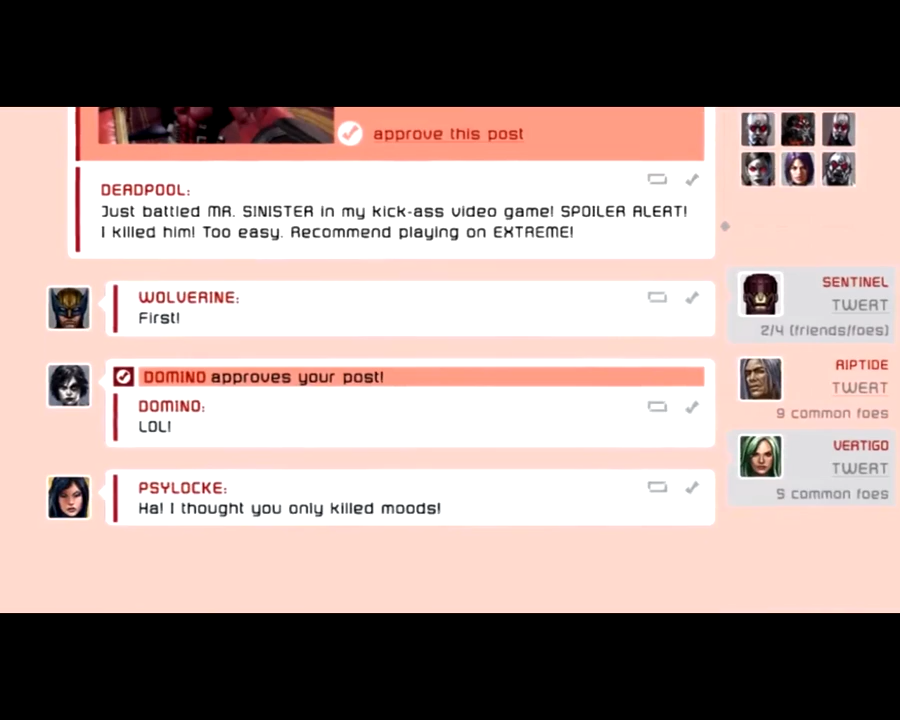 approve this post
DEADPOOL:
Just battled MR. SINISTER in my kick-ass video game! SPOILER ALERT!
I killed him! Too easy. Recommend playing on EXTREME!
WOLVERINE:
First!
DOMINO approves your post!
DOMINO:
LOL!
PSYLOCKE:
Ha! I thought you only killed moods!
SENTINEL
TWERT
2/4 (friends/foes)
RIPTIDE
TWERT
9 common foes
VERTIGO
TWERT
5 common foes